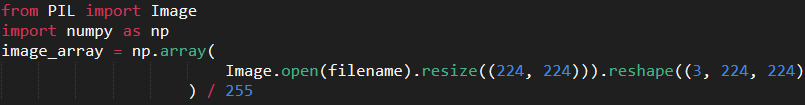 from PIL import Image
import numpy as np
image_array = np.array(
Image.open(filename).resize((224, 224))).reshape((3, 224, 224)
) / 255